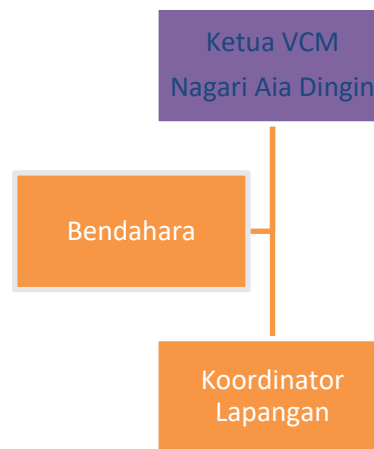 Ketua VCM
Nagari Aia Dingin
Bendahara
Koordinator
Lapangan